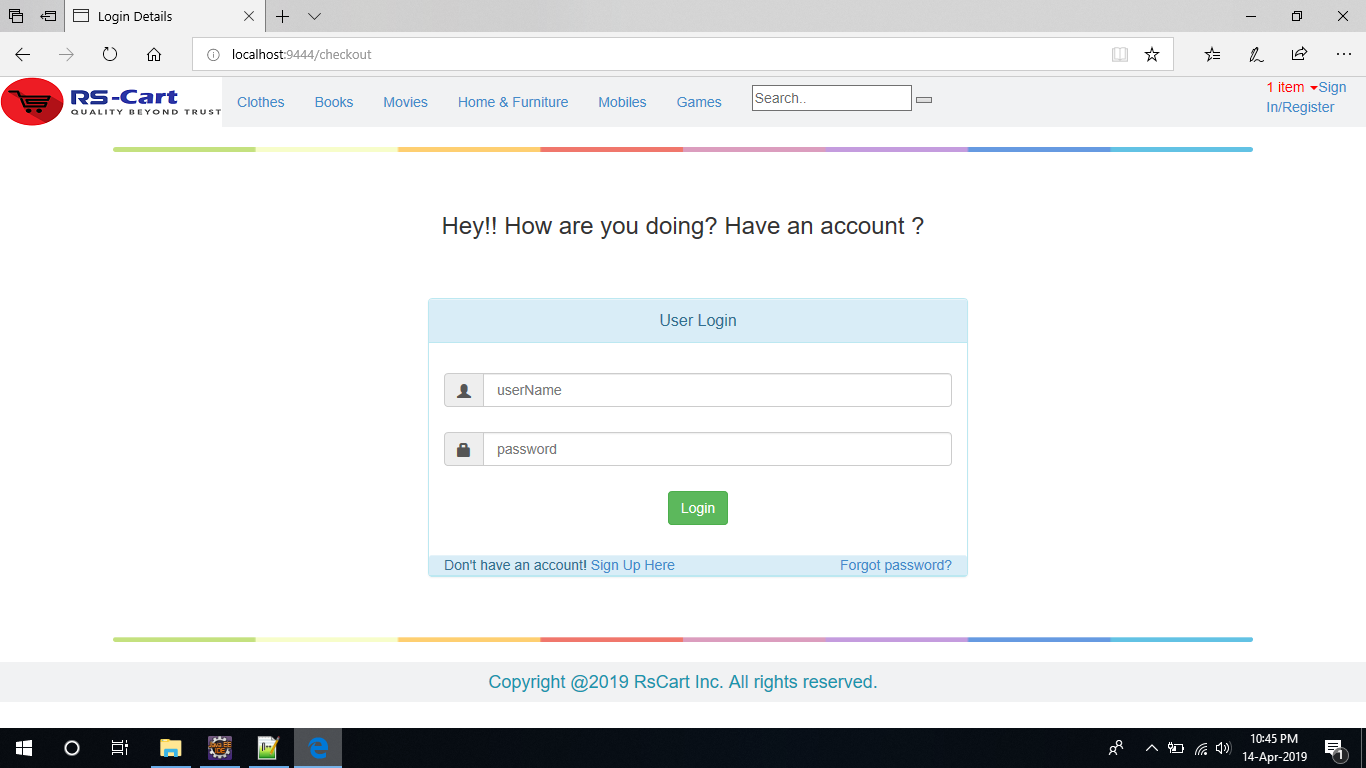 Login Details
localhost:9444/checkout
RS-Cart
QUALITY BEYOND TRUST
Clothes Books Movies Home & Furniture Mobiles Games Search..
1 item Sign
In/Register
Hey!! How are you doing? Have an account ?
User Login
userName
password
Login
Don't have an account! Sign Up Here Forgot password?
Copyright @2019 RsCart Inc. All rights reserved.
10:45 PM
14-Apr-2019
1